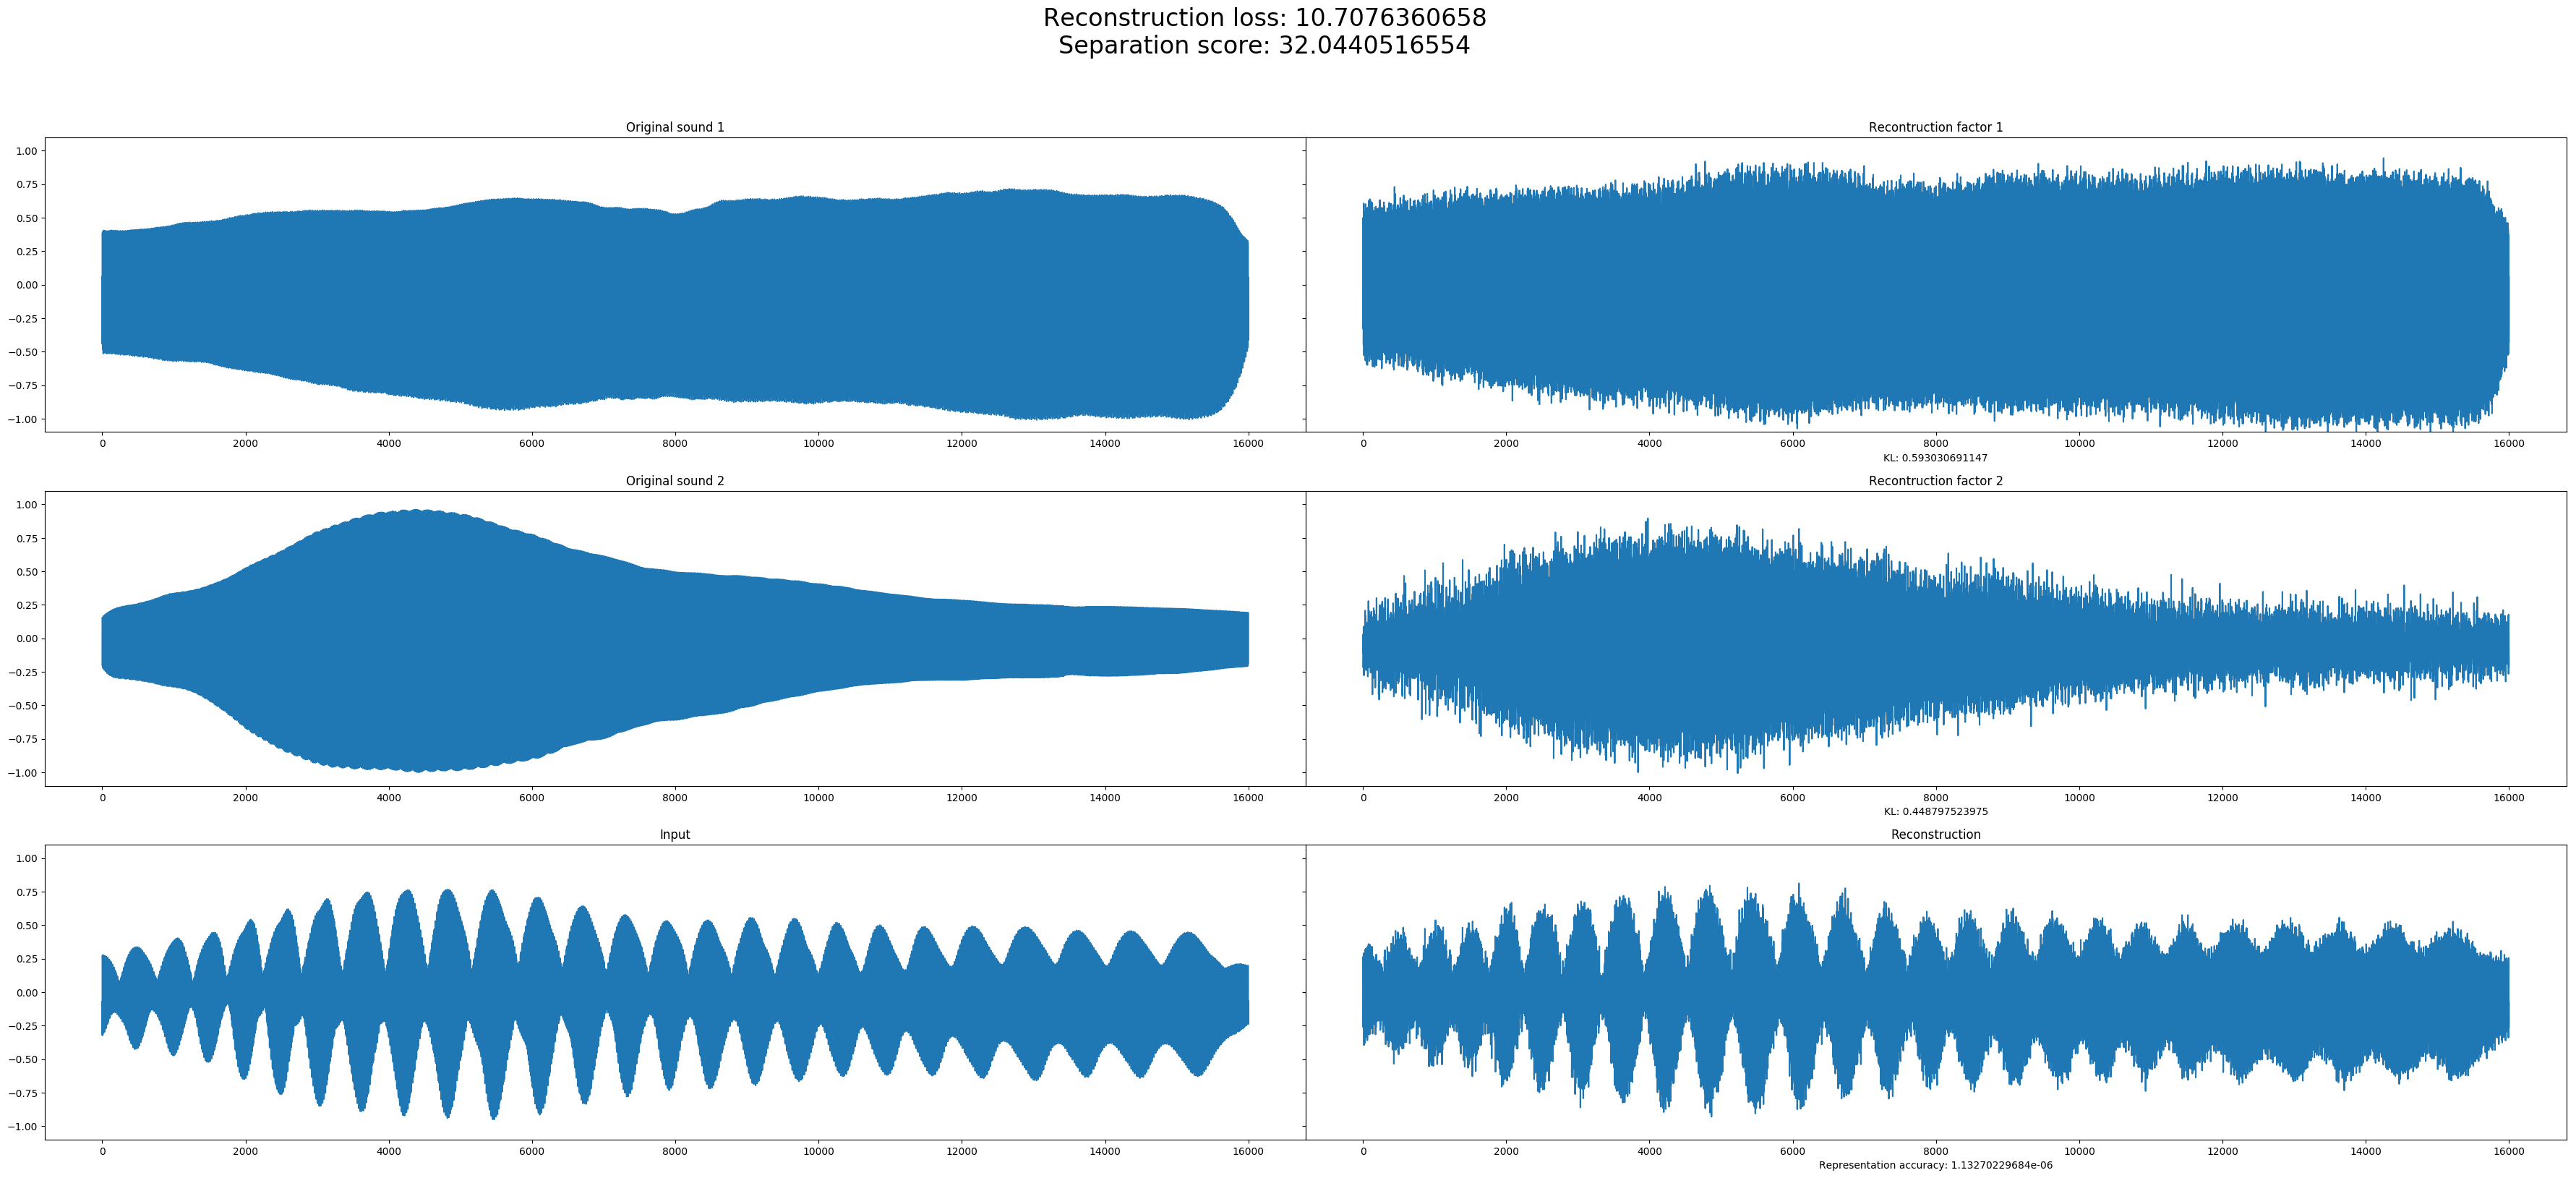 Reconstruction loss: 10.7076360658
Separation score: 32.0440516554
Original sound 1
Recontruction factor 1
1.00
0.75
0.50
0.25
0.00
−0.25
−0.50
−0.75
−1.00
0 2000 4000 6000 8000 10000 12000 14000 16000
0 2000 4000 6000 8000 10000 12000 14000 16000
KL: 0.593030691147
Original sound 2
Recontruction factor 2
1.00
0.75
0.50
0.25
0.00
−0.25
−0.50
−0.75
−1.00
0 2000 4000 6000 8000 10000 12000 14000 16000
0 2000 4000 6000 8000 10000 12000 14000 16000
KL: 0.448797523975
Input
Reconstruction
1.00
0.75
0.50
0.25
0.00
−0.25
−0.50
−0.75
−1.00
0 2000 4000 6000 8000 10000 12000 14000 16000
0 2000 4000 6000 8000 10000 12000 14000 16000
Representation accuracy: 1.13270229684e-06